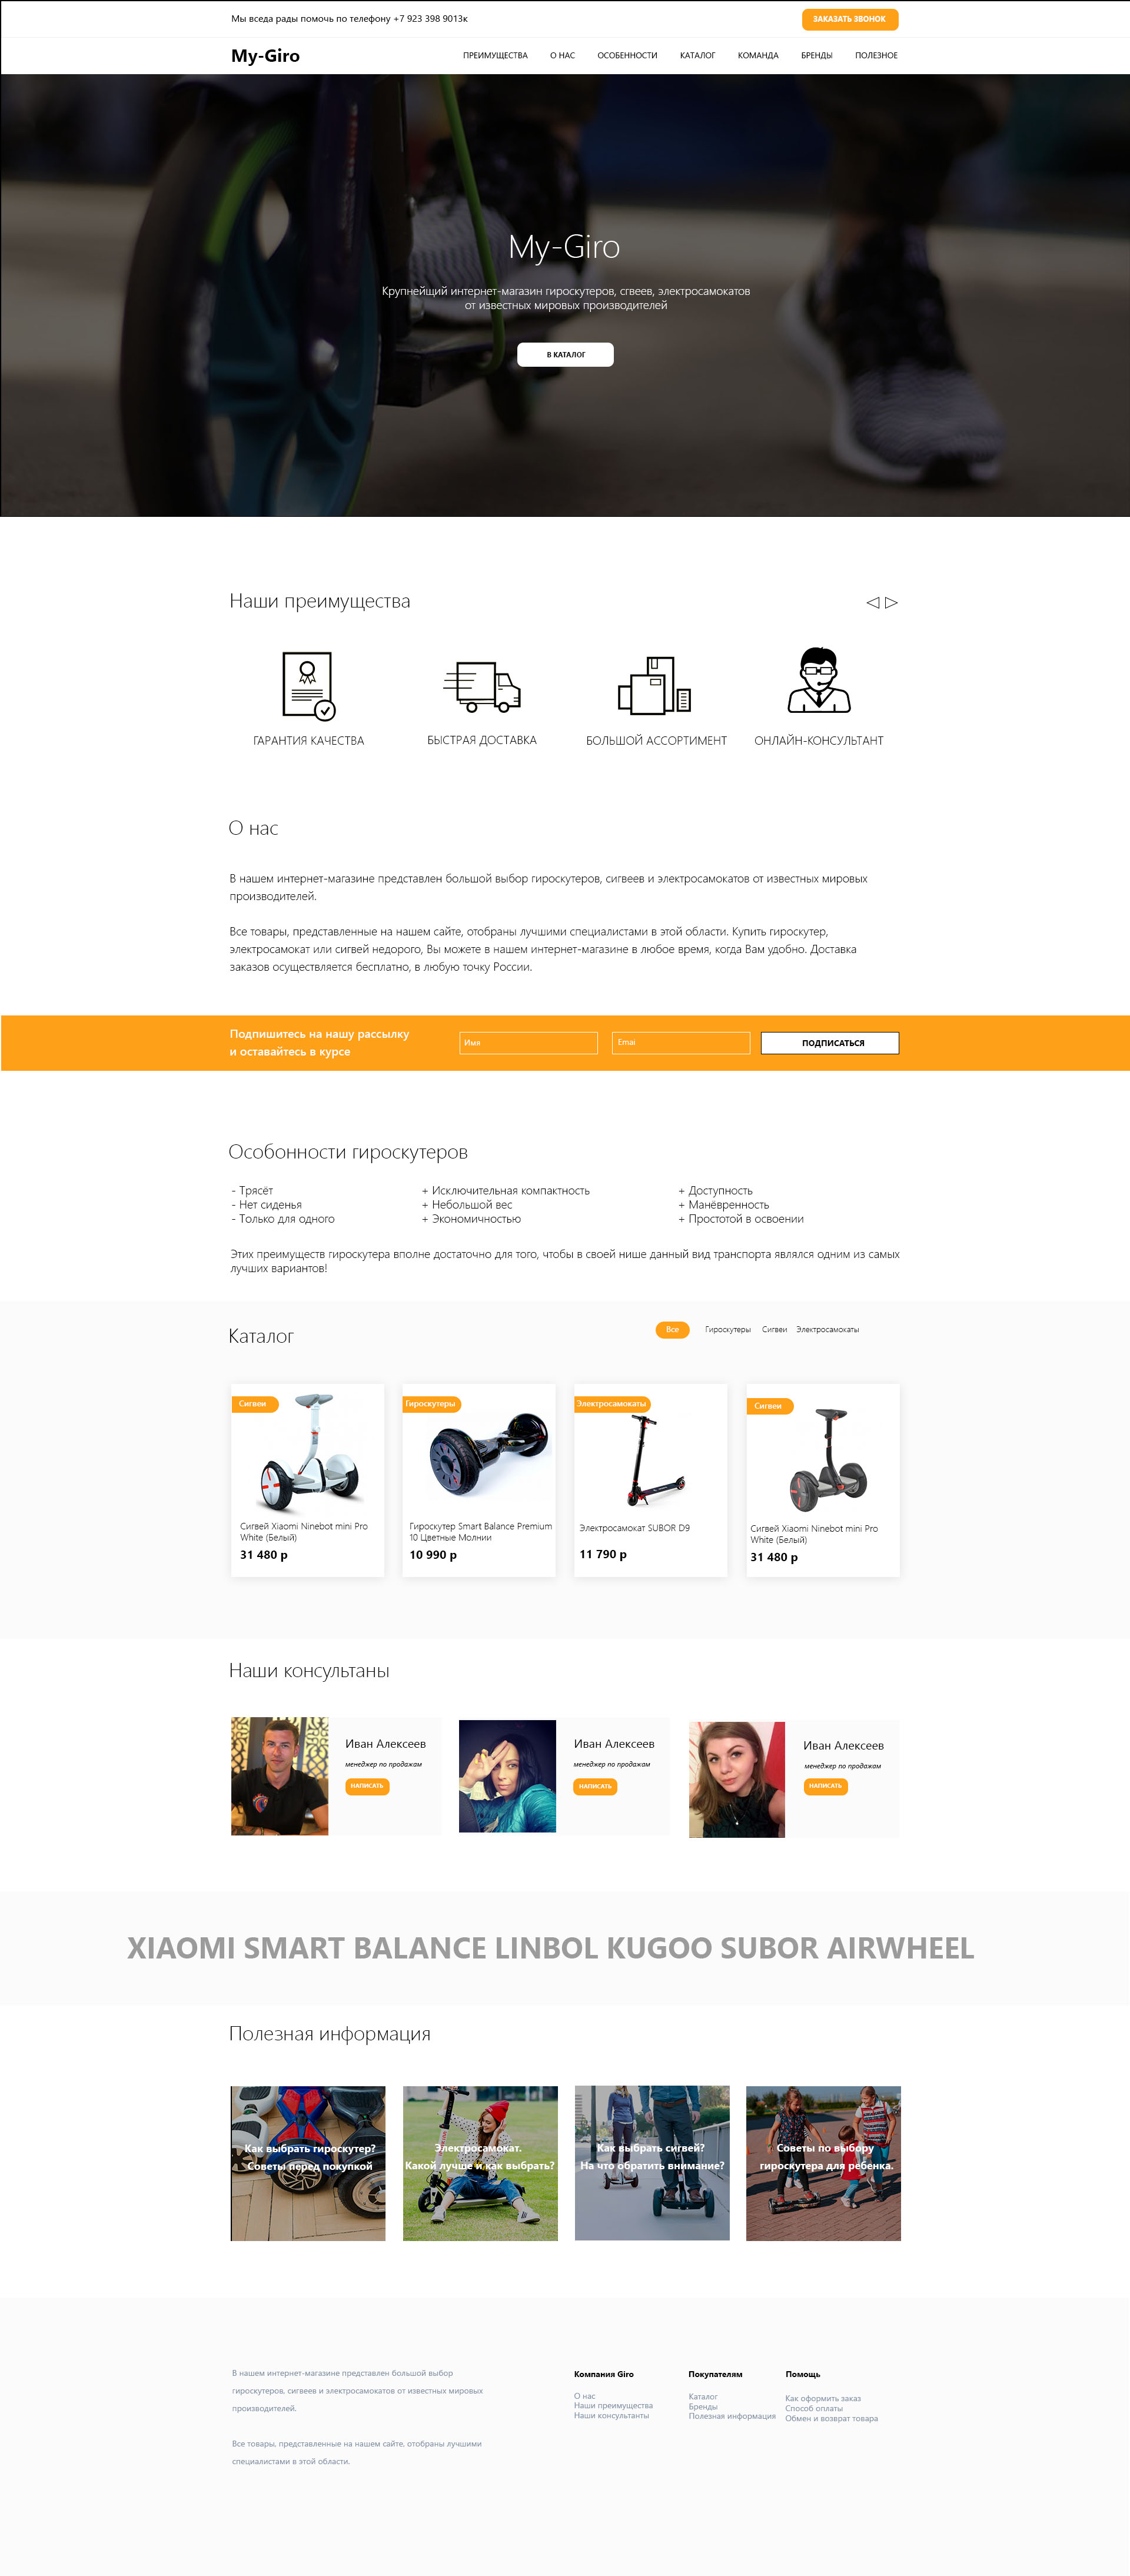 Мы вседа рады помочь по телефону +7 923 398 9013к
ЗАКАЗАТЬ ЗВОНОК
My-Giro
ПРЕИМУЩЕСТВА О НАС ОСОБЕННОСТИ КАТАЛОГ КОМАНДА БРЕНДЫ ПОЛЕЗНОЕ
My-Giro
Крупнейщий интернет-магазин гироскутеров, сгвеев, электросамокатов
от известных мировых производителей
В КАТАЛОГ
Наши преимущества
ГАРАНТИЯ КАЧЕСТВА
БЫСТРАЯ ДОСТАВКА
БОЛЬШОЙ АССОРТИМЕНТ
ОНЛАЙН-КОНСУЛЬТАНТ
О нас
В нашем интернет-магазине представлен большой выбор гироскутеров, сигвеев и электросамокатов от известных мировых
производителей.
Все товары, представленные на нашем сайте, отобраны лучшими специалистами в этой области. Купить гироскутер,
электросамокат или сигвей недорого, Вы можете в нашем интернет-магазине в любое время, когда Вам удобно. Доставка
заказов осуществляется бесплатно, в любую точку России.
Подпишитесь на нашу рассылку
и оставайтесь в курсе
Имя
Emai
ПОДПИСАТЬСЯ
Особонности гироскутеров
- Трясёт
- Нет сиденья
- Только для одного
+ Исключительная компактность
+ Небольшой вес
+ Экономичностью
+ Доступность
+ Манёвренность
+ Простотой в освоении
Этих преимуществ гироскутера вполне достаточно для того, чтобы в своей нише данный вид транспорта являлся одним из самых
лучших вариантов!
Каталог
Все Гироскутеры Сигвеи Электросамокаты
Сигвеи
Сигвей Xiaomi Ninebot mini Pro
White (Белый)
31 480 р
Гироскутеры
Гироскутер Smart Balance Premium
10 Цветные Молнии
10 990 р
Электросамокаты
Электросамокат SUBOR D9
11 790 р
Сигвеи
Сигвей Xiaomi Ninebot mini Pro
White (Белый)
31 480 р
Наши консультаны
Иван Алексеев
менеджер по продажам
НАПИСАТЬ
Иван Алексеев
менеджер по продажам
НАПИСАТЬ
Иван Алексеев
менеджер по продажам
НАПИСАТЬ
XIAOMI SMART BALANCE LINBOL KUGOO SUBOR AIRWHEEL
Полезная информация
Как выбрать гироскутер?
Советы перед покупкой
Электросамокат.
Какой лучше и как выбрать?
Как выбрать сигвей?
На что обратить внимание?
Советы по выбору
гироскутера для ребенка.
В нашем интернет-магазине представлен большой выбор
гироскутеров, сигвеев и электросамокатов от известных мировых
производителей.
Все товары, представленные на нашем сайте, отобраны лучшими
специалистами в этой области.
Компания Giro
О нас
Наши преимущества
Наши консультанты
Покупателям
Каталог
Бренды
Полезная информация
Помощь
Как оформить заказ
Способ оплаты
Обмен и возврат товара